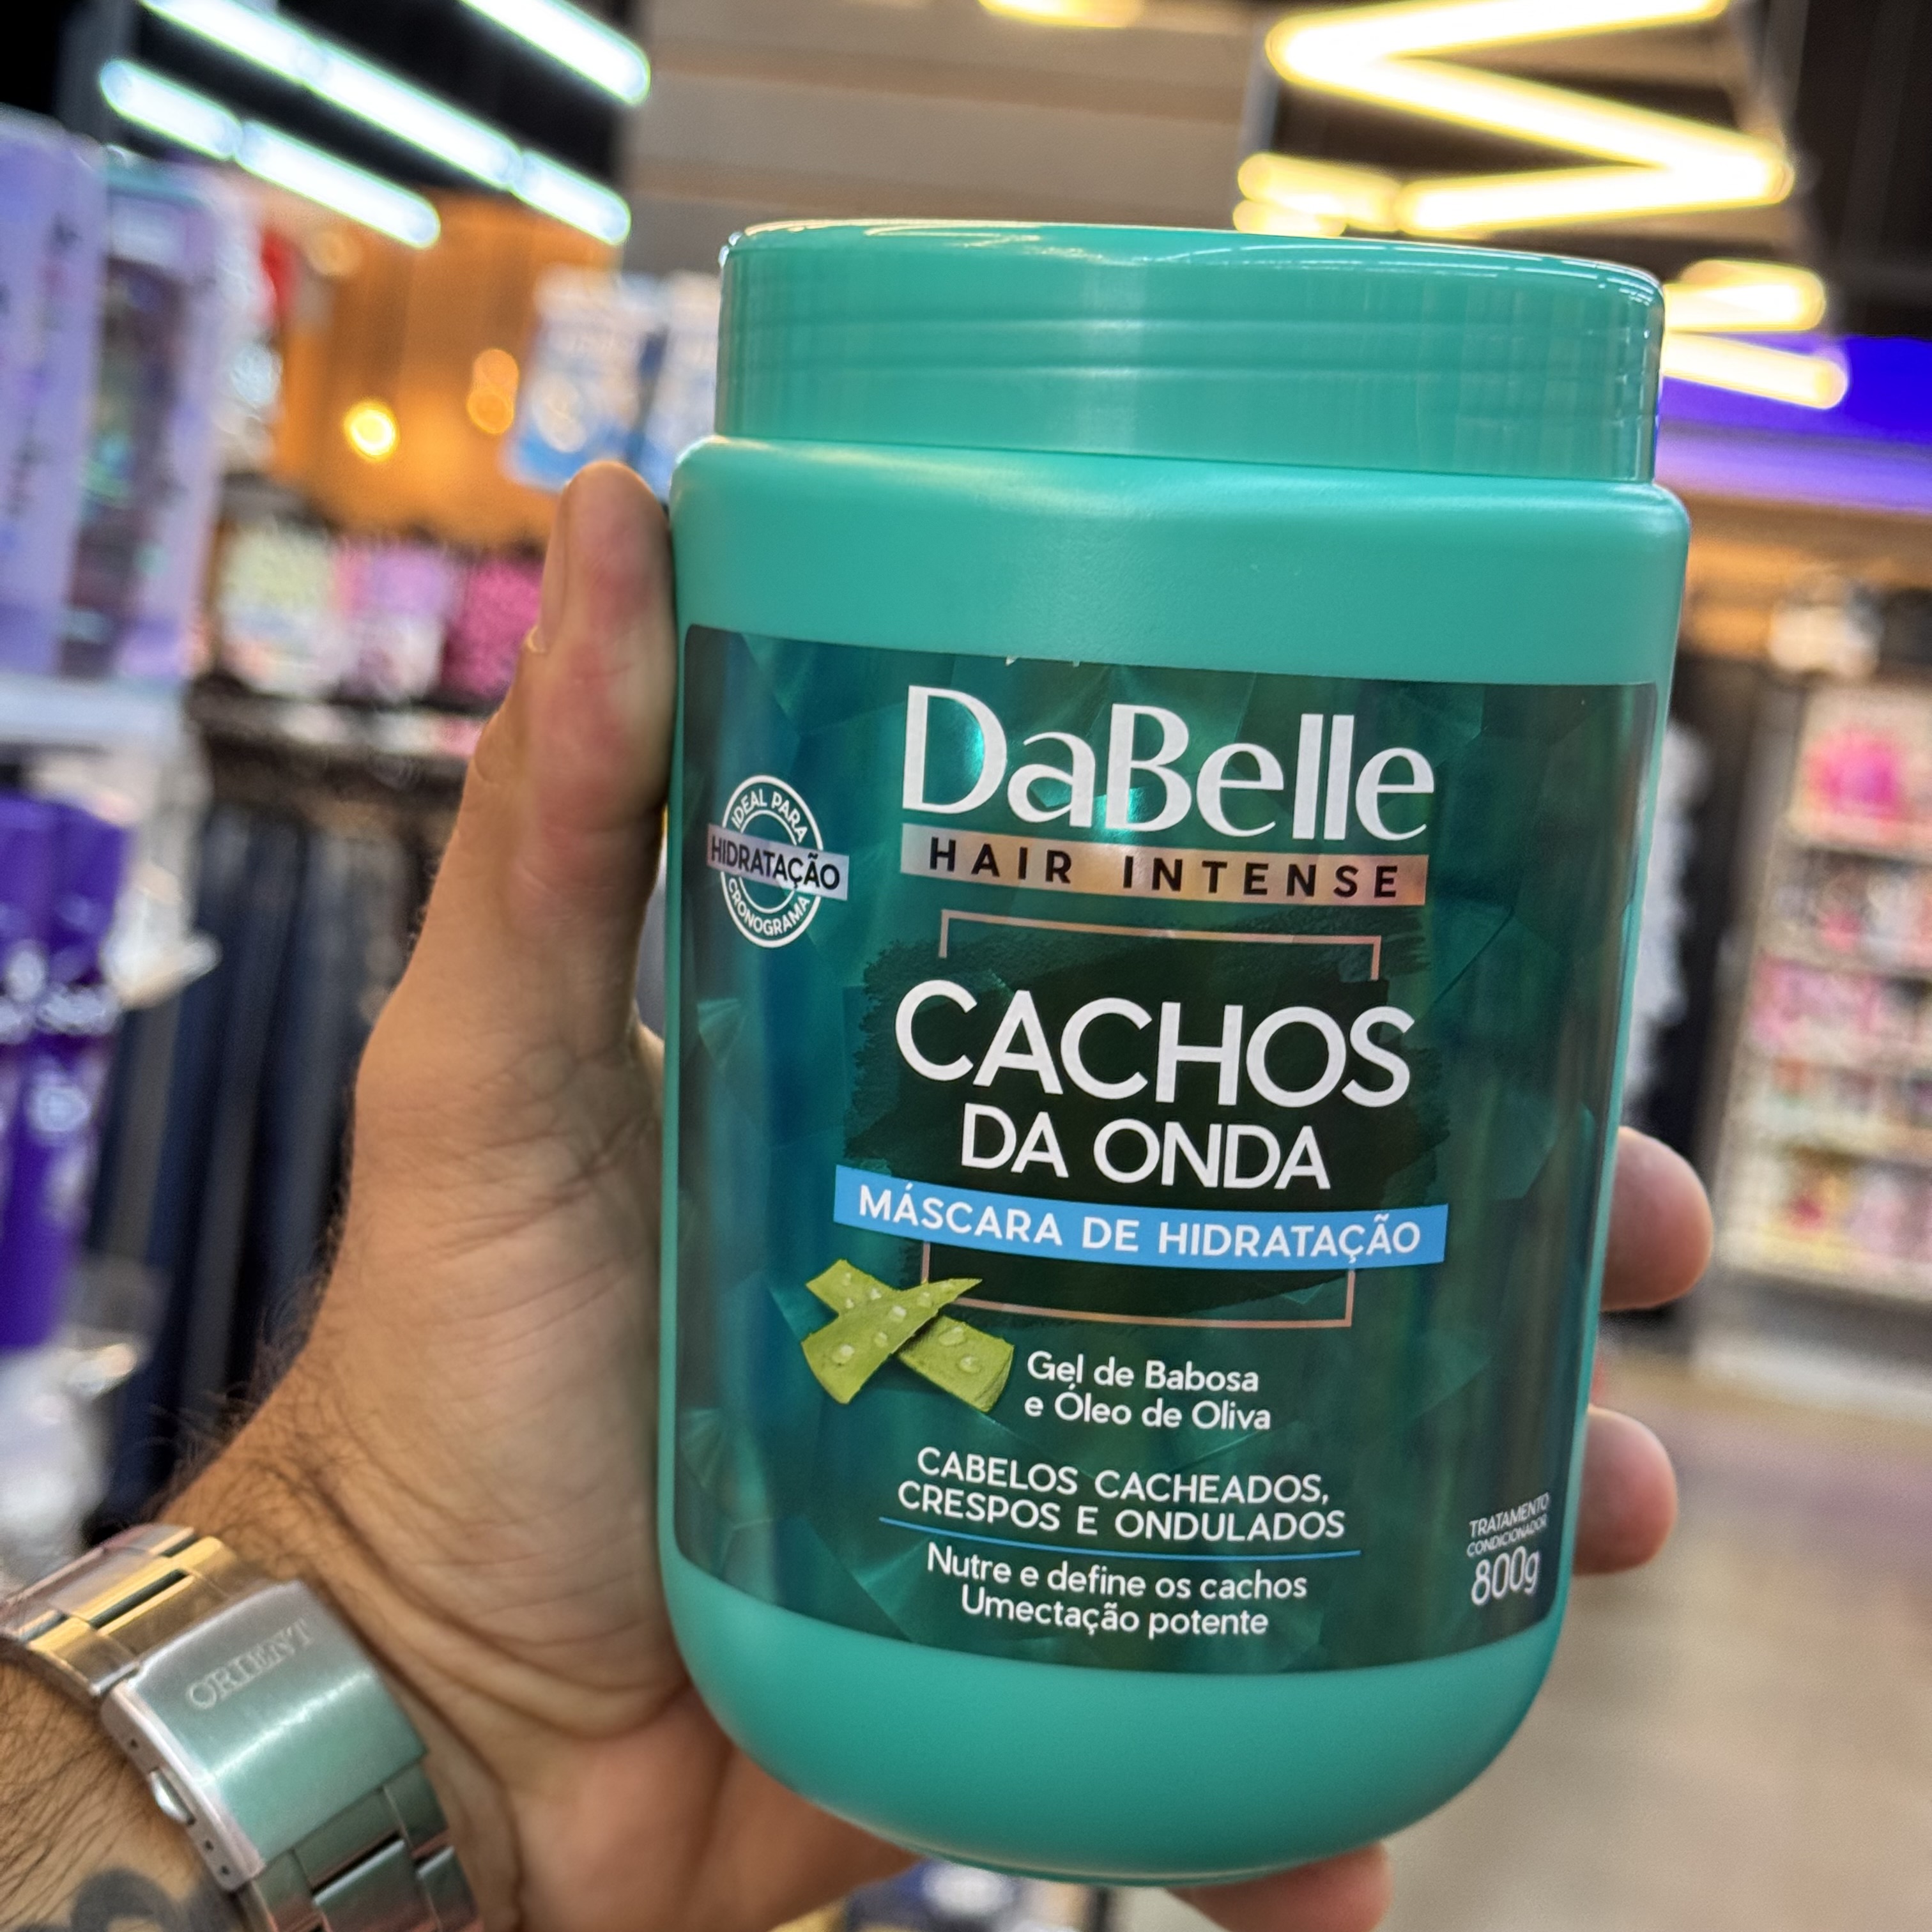 DaBelle
HAIR INTENSE
IDEAL PARA
HIDRATAÇÃO
CRONOGRAMA
CACHOS
DA ONDA
MÁSCARA DE HIDRATAÇÃO
Gel de Babosa
e Óleo de Oliva
CABELOS CACHEADOS,
CRESPOS E ONDULADOS
Nutre e define os cachos
Umectação potente
TRATAMENTO
CONDICIONADOR
800g
ORIENT